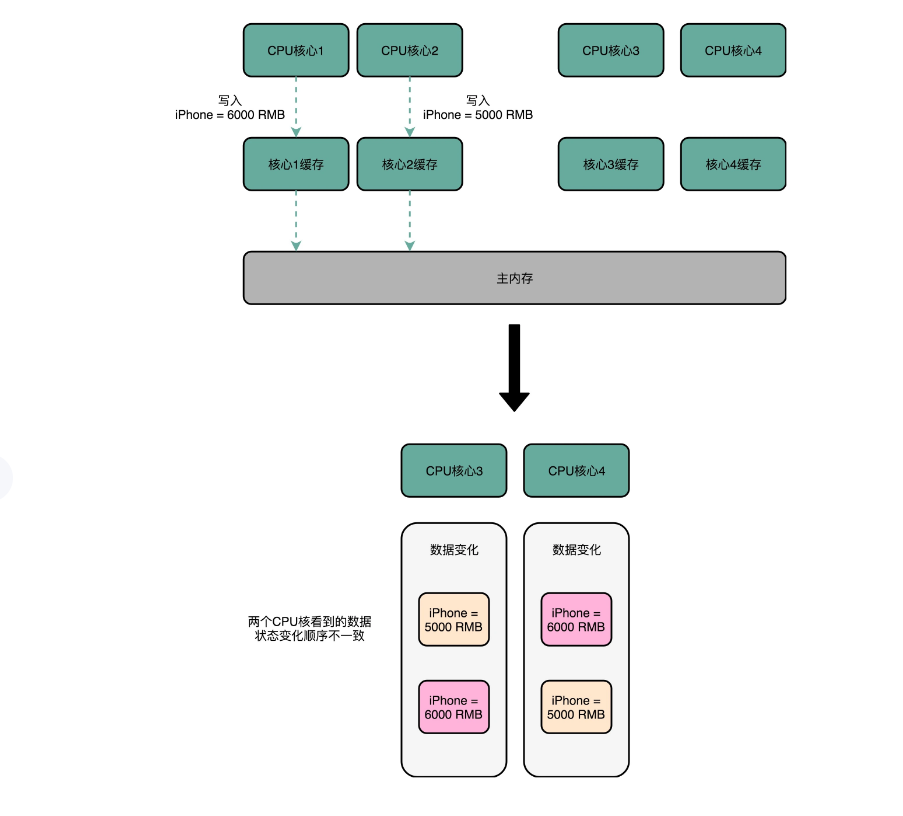 CPU核心1
CPU核心2
CPU核心3
CPU核心4
写入
iPhone = 6000 RMB
写入
iPhone = 5000 RMB
核心1缓存
核心2缓存
核心3缓存
核心4缓存
主内存
CPU核心3
CPU核心4
数据变化
数据变化
iPhone =
5000 RMB
iPhone =
6000 RMB
两个CPU核看到的数据
状态变化顺序不一致
iPhone =
6000 RMB
iPhone =
5000 RMB